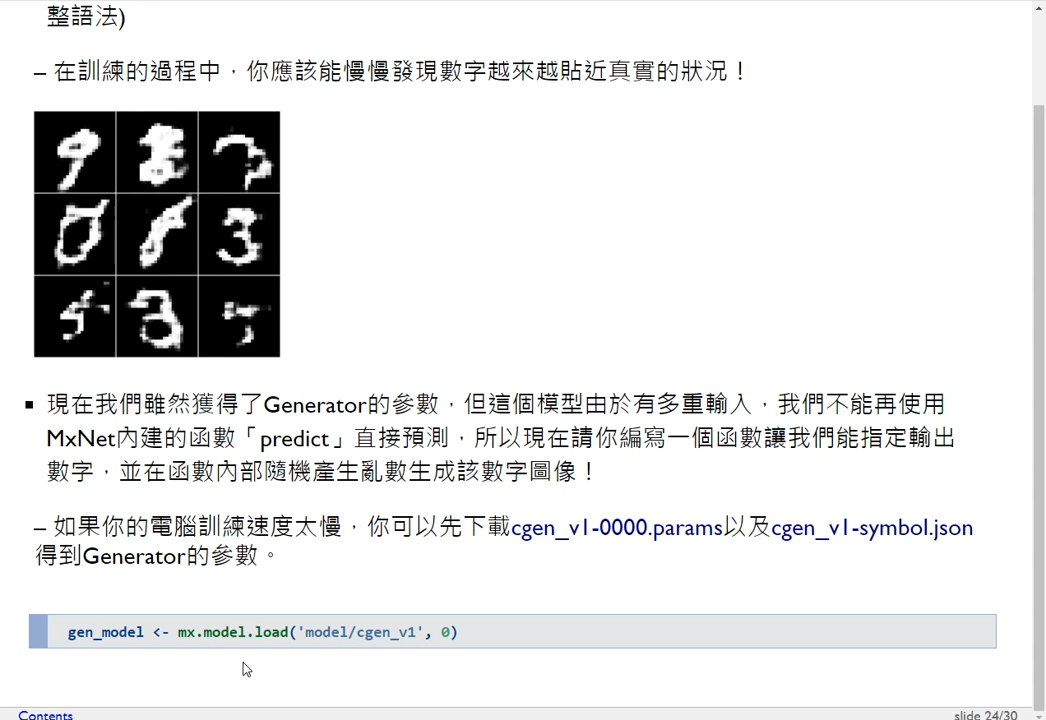 整語法)
– 在訓練的過程中，你應該能慢慢發現數字越來越貼近真實的狀況！
▪ 現在我們雖然獲得了Generator的參數，但這個模型由於有多重輸入，我們不能再使用
MxNet內建的函數「predict」直接預測，所以現在請你編寫一個函數讓我們能指定輸出
數字，並在函數內部隨機產生亂數生成該數字圖像！
– 如果你的電腦訓練速度太慢，你可以先下載cgen_v1-0000.params以及cgen_v1-symbol.json
得到Generator的參數。
gen_model <- mx.model.load('model/cgen_v1', 0)
Contents
slide 24/30